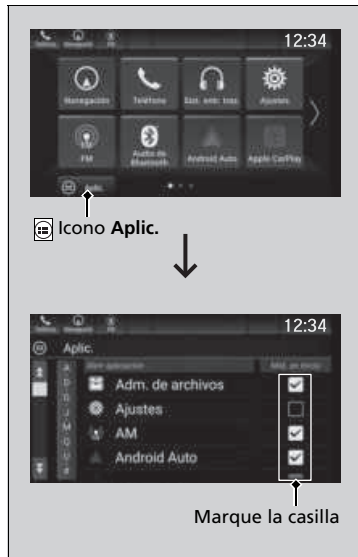 12:34
Navegación Teléfono Ajustes
FM Audio de Bluetooth Android Auto Apple CarPlay
Aplic.
Icono Aplic.
12:34
Aplic.
Adm. de archivos
Ajustes
AM
Android Auto
Marque la casilla